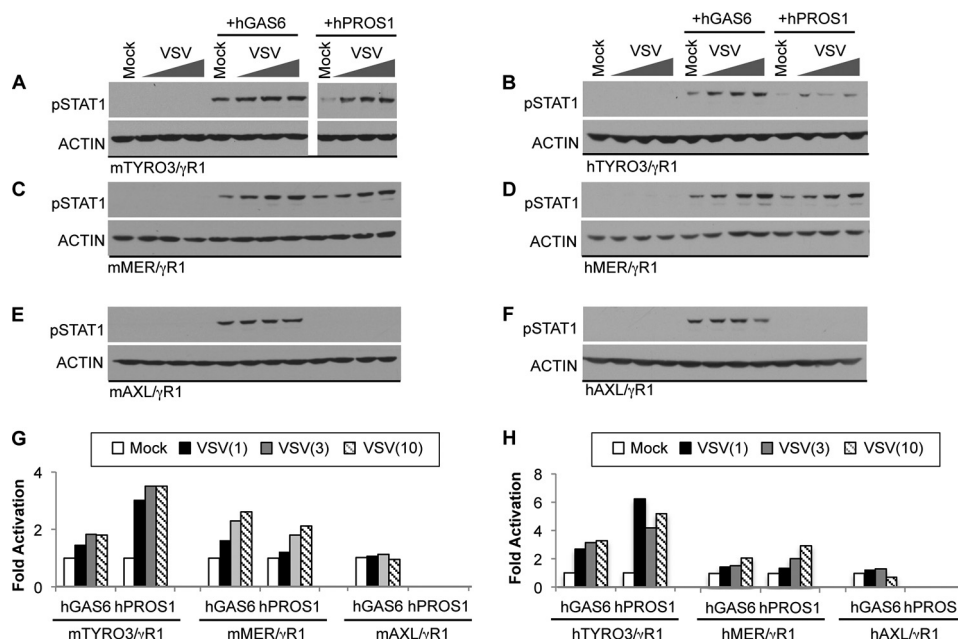 +hGAS6 +hPROS1
Mock VSV Mock VSV Mock VSV
A
pSTAT1
ACTIN
mTYRO3/γR1
+hGAS6 +hPROS1
Mock VSV Mock VSV Mock VSV
B
pSTAT1
ACTIN
hTYRO3/γR1
C
pSTAT1
ACTIN
mMER/γR1
D
pSTAT1
ACTIN
hMER/γR1
E
pSTAT1
ACTIN
mAXL/γR1
F
pSTAT1
ACTIN
hAXL/γR1
G
Mock VSV(1) VSV(3) VSV(10)
Fold Activation
4
2
0
hGAS6 hPROS1 hGAS6 hPROS1 hGAS6 hPROS1
mTYRO3/γR1 mMER/γR1 mAXL/γR1
H
Mock VSV(1) VSV(3) VSV(10)
Fold Activation
8
6
4
2
0
hGAS6 hPROS1 hGAS6 hPROS1 hGAS6 hPROS
hTYRO3/γR1 hMER/γR1 hAXL/γR1